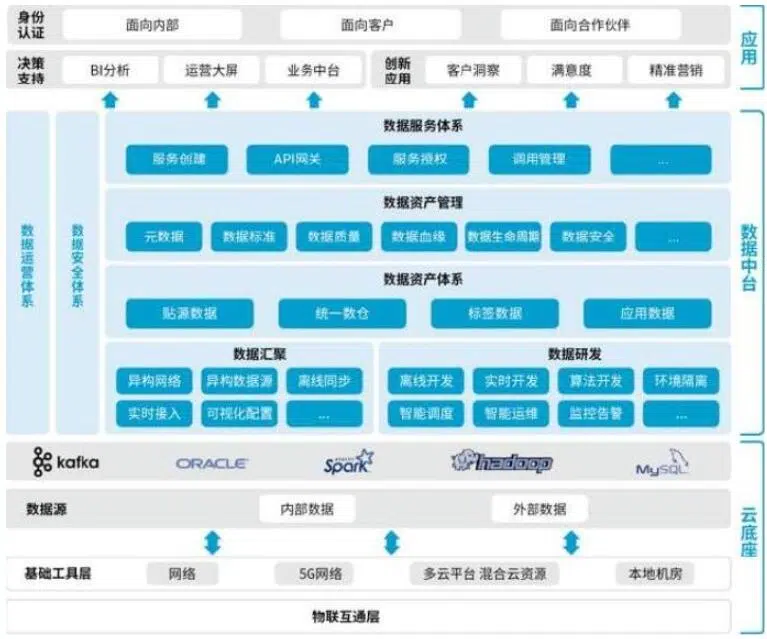 身份认证
面向内部 面向客户 面向合作伙伴
决策支持
BI分析 运营大屏 业务中台
创新应用
客户洞察 满意度 精准营销
应用
数据运营体系
数据安全体系
数据服务体系
服务创建 API网关 服务授权 调用管理 ...
数据资产管理
元数据 数据标准 数据质量 数据血缘 数据生命周期 数据安全 ...
数据资产体系
贴源数据 统一数仓 标签数据 应用数据
数据汇聚
异构网络 异构数据源 离线同步
实时接入 可视化配置 ...
数据研发
离线开发 实时开发 算法开发 环境隔离
智能调度 智能运维 监控告警 ...
数据中台
kafka ORACLE Spark hadoop MySQL
数据源 内部数据 外部数据
基础工具层 网络 5G网络 多云平台 混合云资源 本地机房
物联互通层
云底座